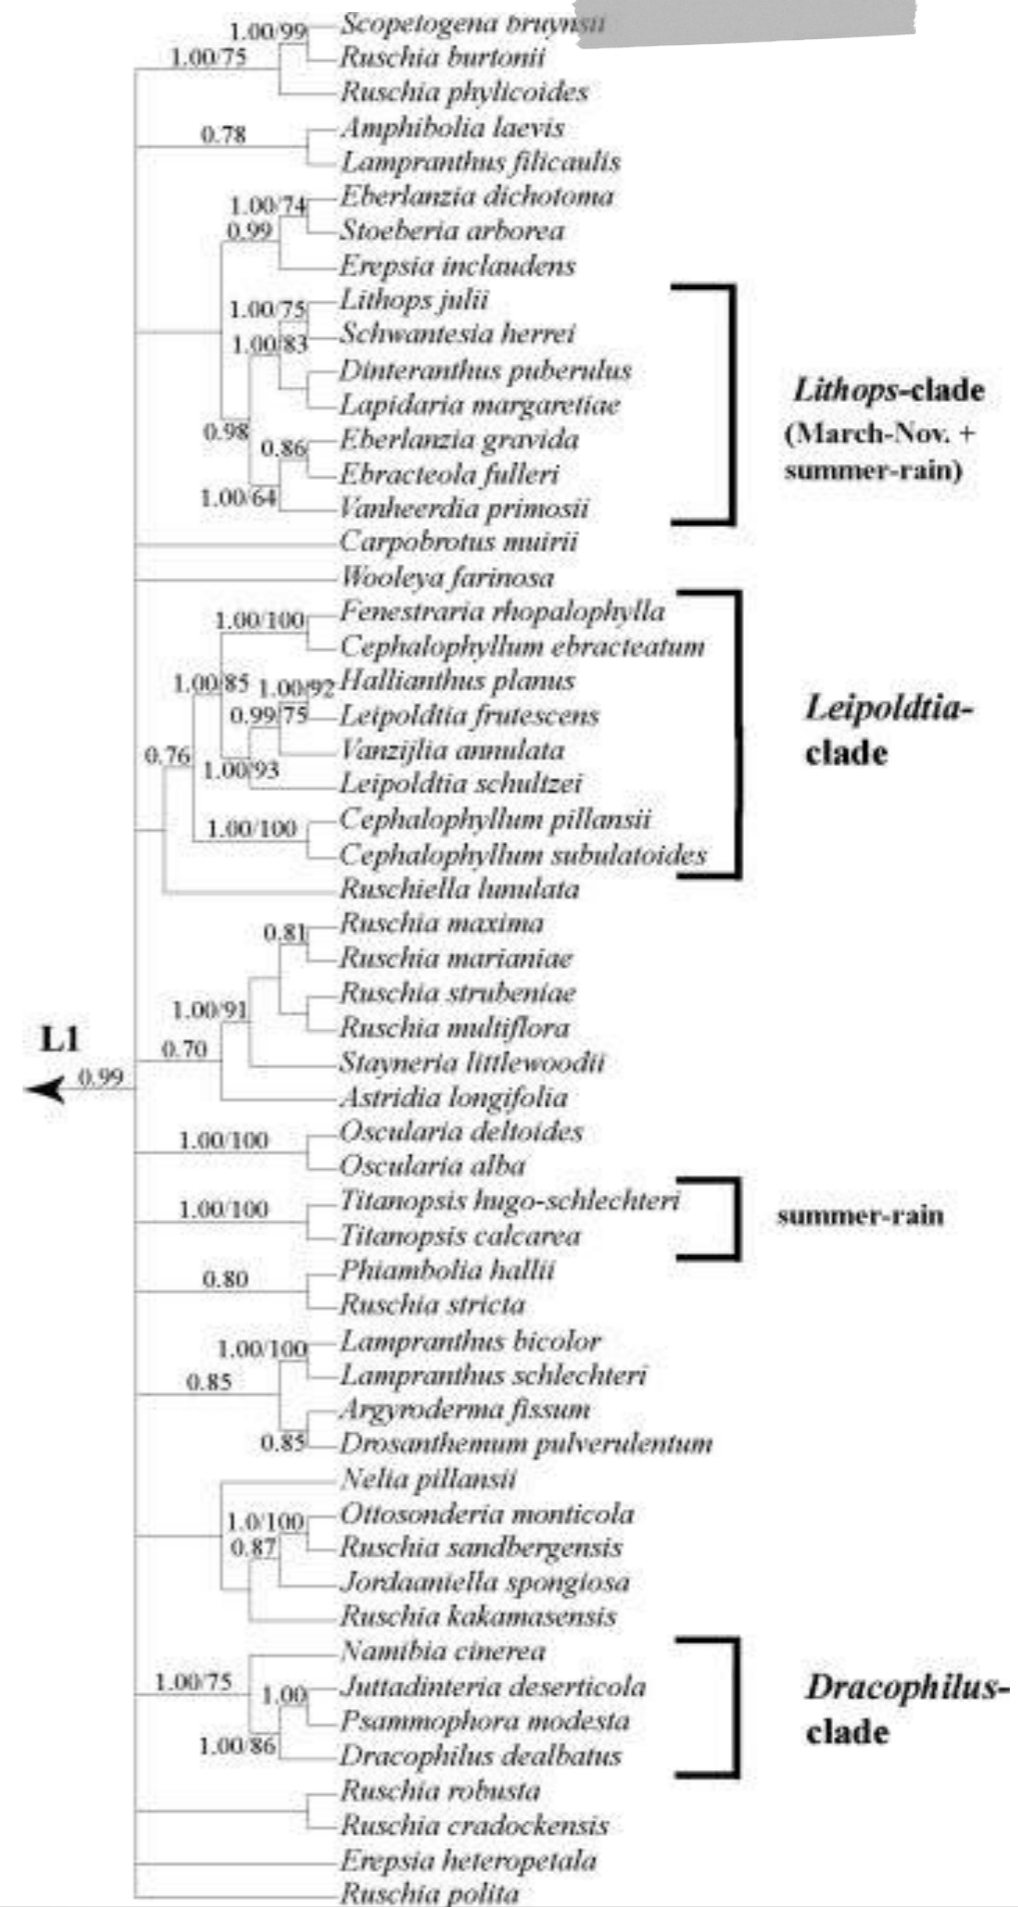 1.00/99
Scopelogena bruynsii
1.00/75
Ruschia burtonii
Ruschia phylicoides
0.78
Amphibolia laevis
Lampranthus filicaulis
1.00/74
Eberlanzia dichotoma
0.99
Stoeberia arborea
Erepsia inclaudens
1.00/75
Lithops julii
1.00/83
Schwantesia herrei
Dinteranthus puberulus
Lapidaria margaretiae
0.98
0.86
Eberlanzia gravida
Ebracteola fulleri
1.00/64
Vanheerdia primosii
Lithops-clade
(March-Nov. +
summer-rain)
Carpobrotus muirii
Wooleya farinosa
1.00/100
Fenestraria rhopalophylla
Cephalophyllum ebracteatum
1.00/85
1.00/92
Hallianthus planus
0.99/75
Leipoldtia frutescens
0.76
Vanzijlia annulata
1.00/93
Leipoldtia schultzei
1.00/100
Cephalophyllum pillansii
Cephalophyllum subulatoides
Leipoldtia-
clade
Ruschiella lunulata
0.81
Ruschia maxima
Ruschia marianiae
1.00/91
Ruschia strubeniae
Ruschia multiflora
0.70
Stayneria littlewoodii
Astridia longifolia
L1
0.99
1.00/100
Oscularia deltoides
Oscularia alba
1.00/100
Titanopsis hugo-schlechteri
Titanopsis calcarea
summer-rain
0.80
Phiambolia hallii
Ruschia stricta
1.00/100
Lampranthus bicolor
0.85
Lampranthus schlechteri
Argyroderma fissum
0.85
Drosanthemum pulverulentum
Nelia pillansii
1.0/100
Ottosonderia monticola
0.87
Ruschia sandbergensis
Jordaaniella spongiosa
Ruschia kakamasensis
Namibia cinerea
1.00/75
1.00
Juttadinteria deserticola
Psammophora modesta
1.00/86
Dracophilus dealbatus
Dracophilus-
clade
Ruschia robusta
Ruschia cradockensis
Erepsia heteropetala
Ruschia polita